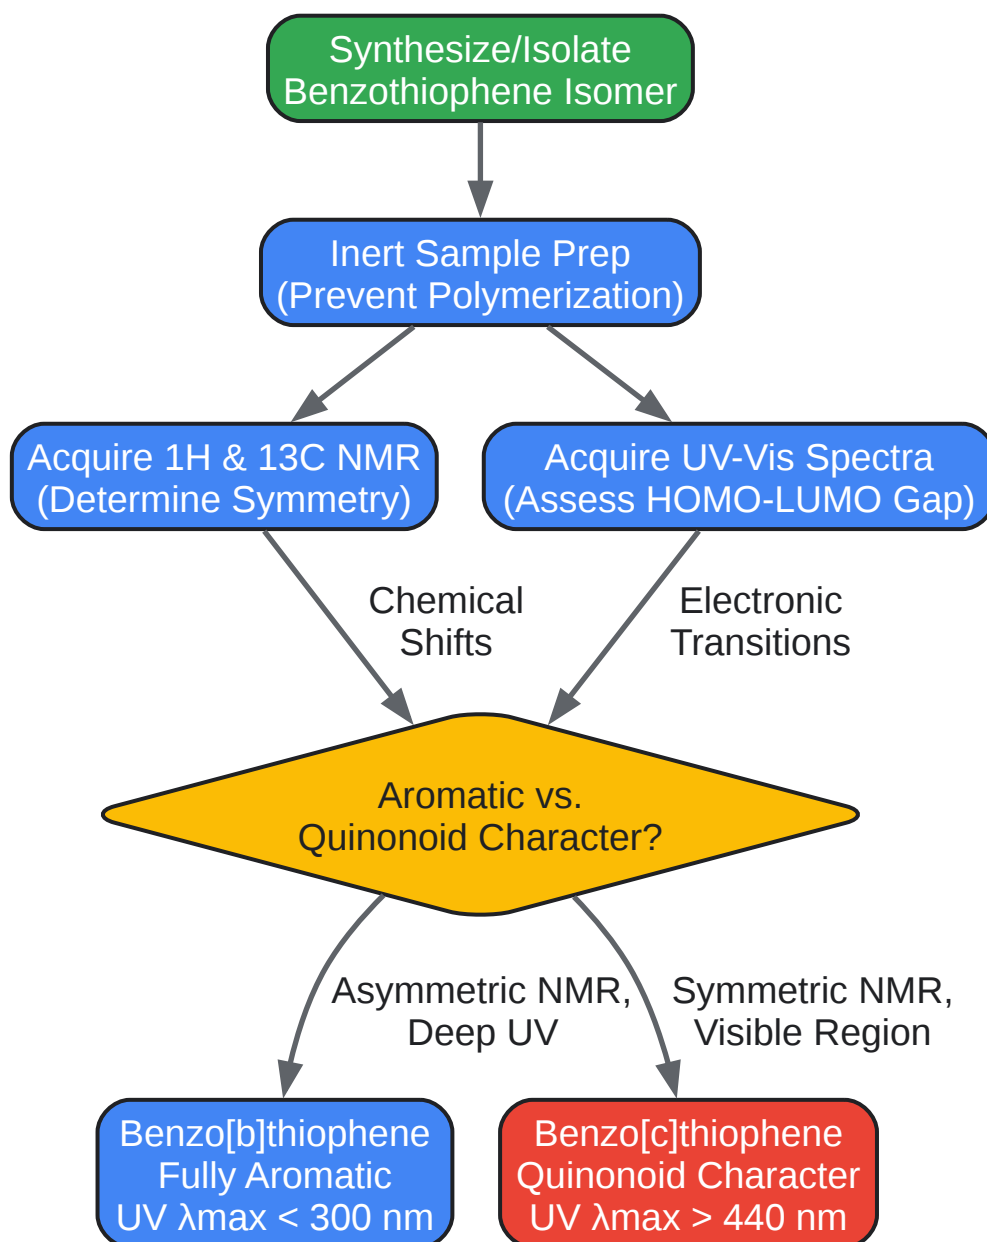 Synthesize/Isolate
Benzothiophene Isomer
Inert Sample Prep
(Prevent Polymerization)
Acquire 1H & 13C NMR
(Determine Symmetry)
Acquire UV-Vis Spectra
(Assess HOMO-LUMO Gap)
Chemical
Shifts
Electronic
Transitions
Aromatic vs.
Quinonoid Character?
Asymmetric NMR,
Deep UV
Symmetric NMR,
Visible Region
Benzo[b]thiophene
Fully Aromatic
UV λmax < 300 nm
Benzo[c]thiophene
Quinonoid Character
UV λmax > 440 nm